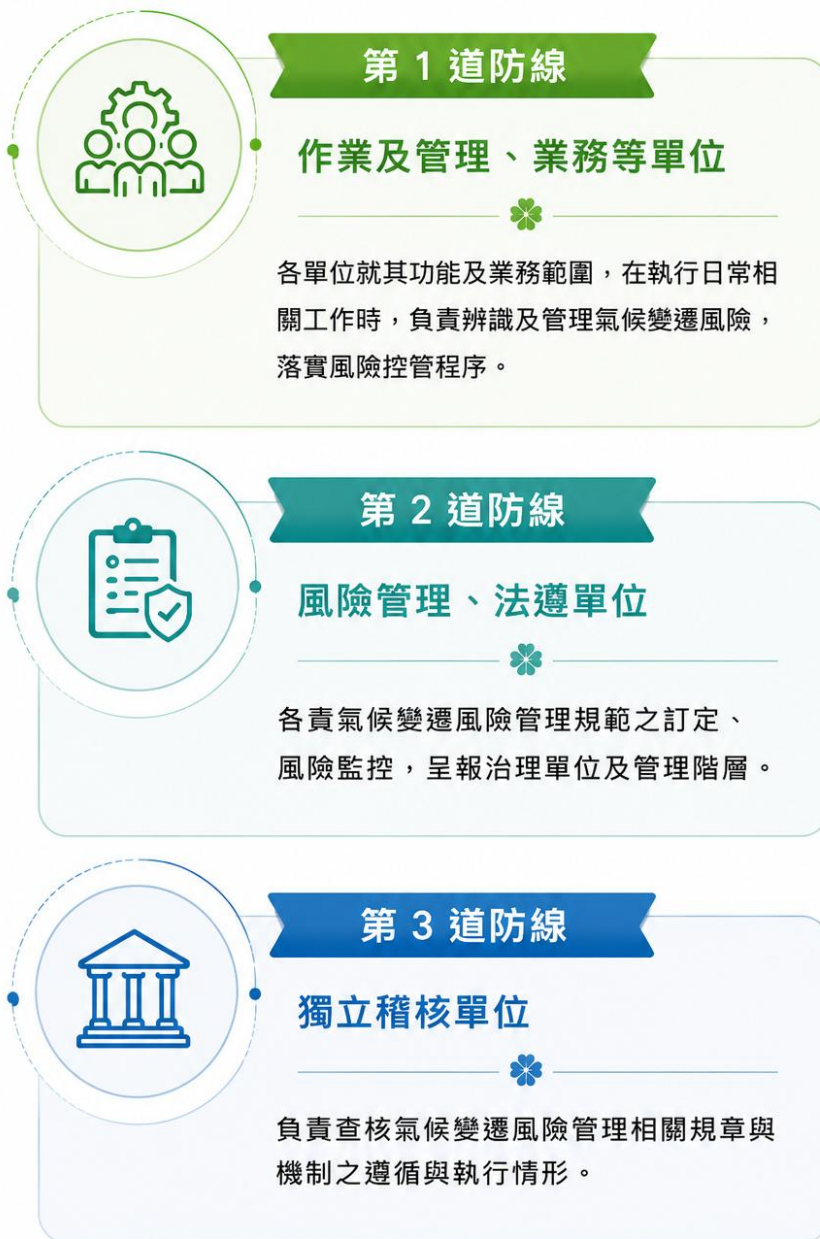 第 1 道防線
作業及管理、業務等單位
各單位就其功能及業務範圍，在執行日常相
關工作時，負責辨識及管理氣候變遷風險，
落實風險控管程序。
第 2 道防線
風險管理、法遵單位
各責氣候變遷風險管理規範之訂定、
風險監控，呈報治理單位及管理階層。
第 3 道防線
獨立稽核單位
負責查核氣候變遷風險管理相關規章與
機制之遵循與執行情形。